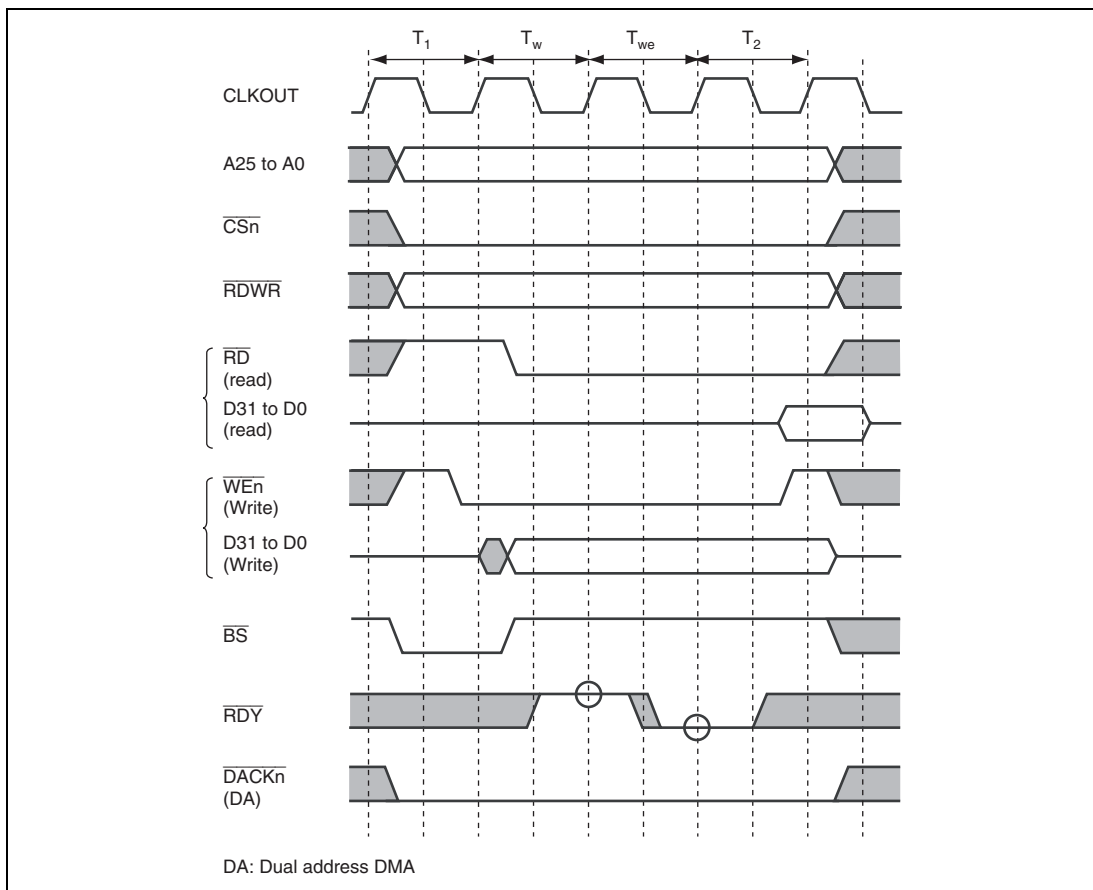 T1 Tw Twe T2
CLKOUT
A25 to A0
CSn
RDWR
RD
(read)
D31 to D0
(read)
WEn
(Write)
D31 to D0
(Write)
BS
RDY
DACKn
(DA)
DA: Dual address DMA